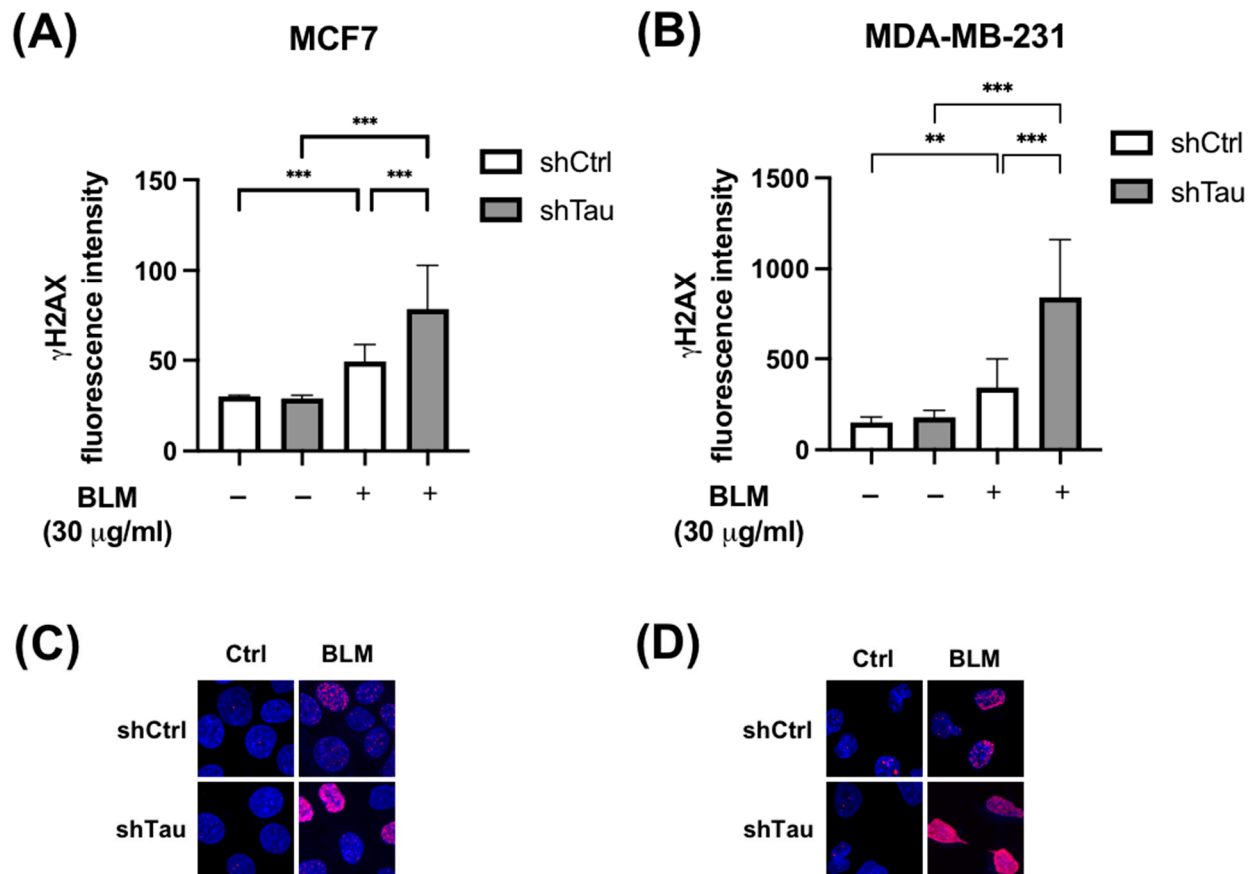 (A)
MCF7
***
***
***
shCtrl
shTau
150
100
50
0
γH2AX
fluorescence intensity
BLM
(30 μg/ml)
– – + +
(B)
MDA-MB-231
***
**
***
shCtrl
shTau
1500
1000
500
0
γH2AX
fluorescence intensity
BLM
(30 μg/ml)
– – + +
(C)
Ctrl BLM
shCtrl
shTau
(D)
Ctrl BLM
shCtrl
shTau